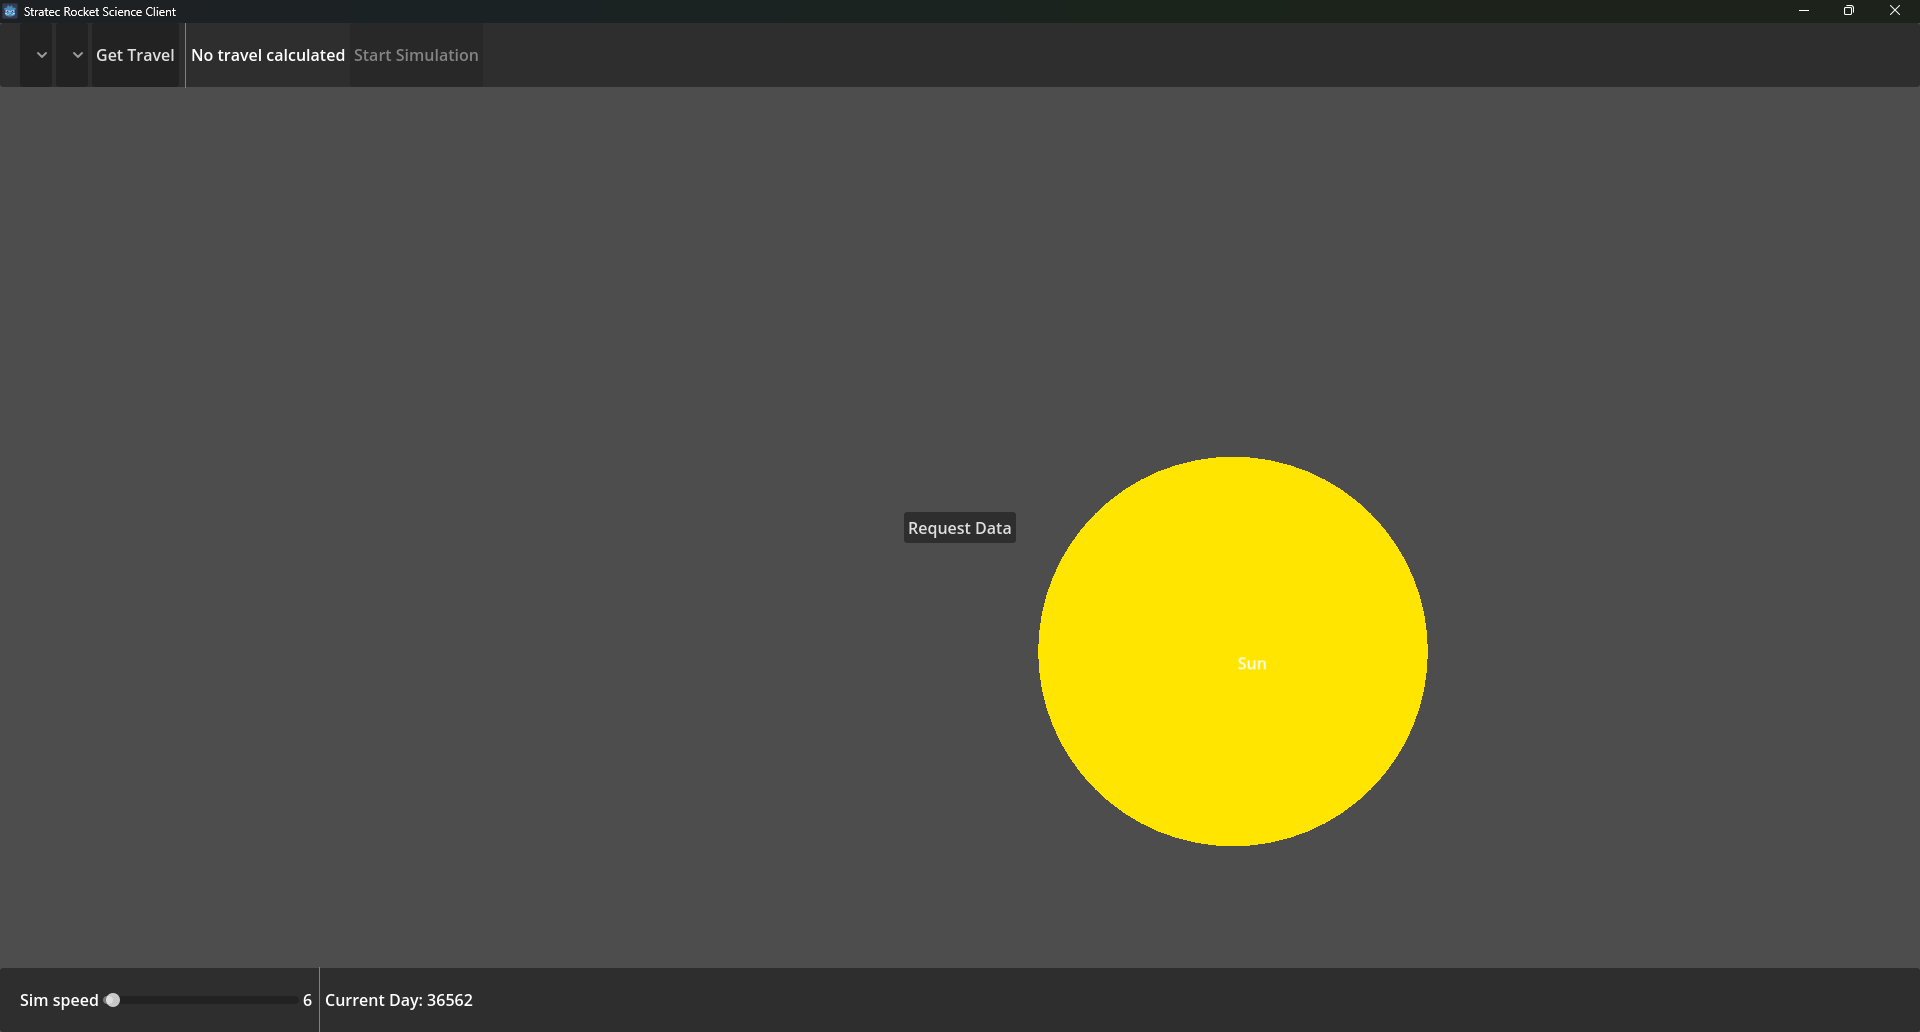 Stratec Rocket Science Client
Get Travel
No travel calculated
Start Simulation
Request Data
Sun
Sim speed
6
Current Day: 36562